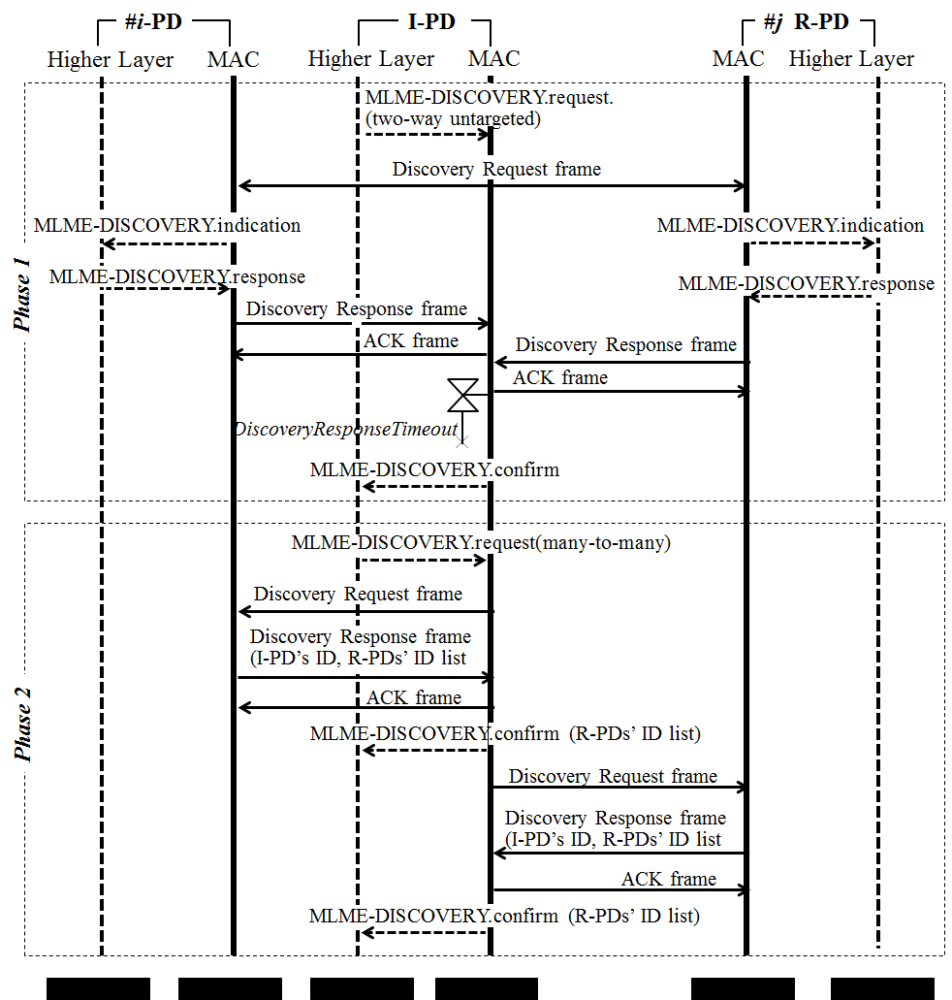 #i-PD I-PD #j R-PD
Higher Layer MAC Higher Layer MAC MAC Higher Layer
MLME-DISCOVERY.request.
(two-way untargeted)
Discovery Request frame
MLME-DISCOVERY.indication MLME-DISCOVERY.indication
MLME-DISCOVERY.response MLME-DISCOVERY.response
Phase 1
Discovery Response frame
ACK frame
Discovery Response frame
ACK frame
DiscoveryResponseTimeout
MLME-DISCOVERY.confirm
MLME-DISCOVERY.request(many-to-many)
Discovery Request frame
Discovery Response frame
(I-PD's ID, R-PDs' ID list
Phase 2
ACK frame
MLME-DISCOVERY.confirm (R-PDs' ID list)
Discovery Request frame
Discovery Response frame
(I-PD's ID, R-PDs' ID list
ACK frame
MLME-DISCOVERY.confirm (R-PDs' ID list)